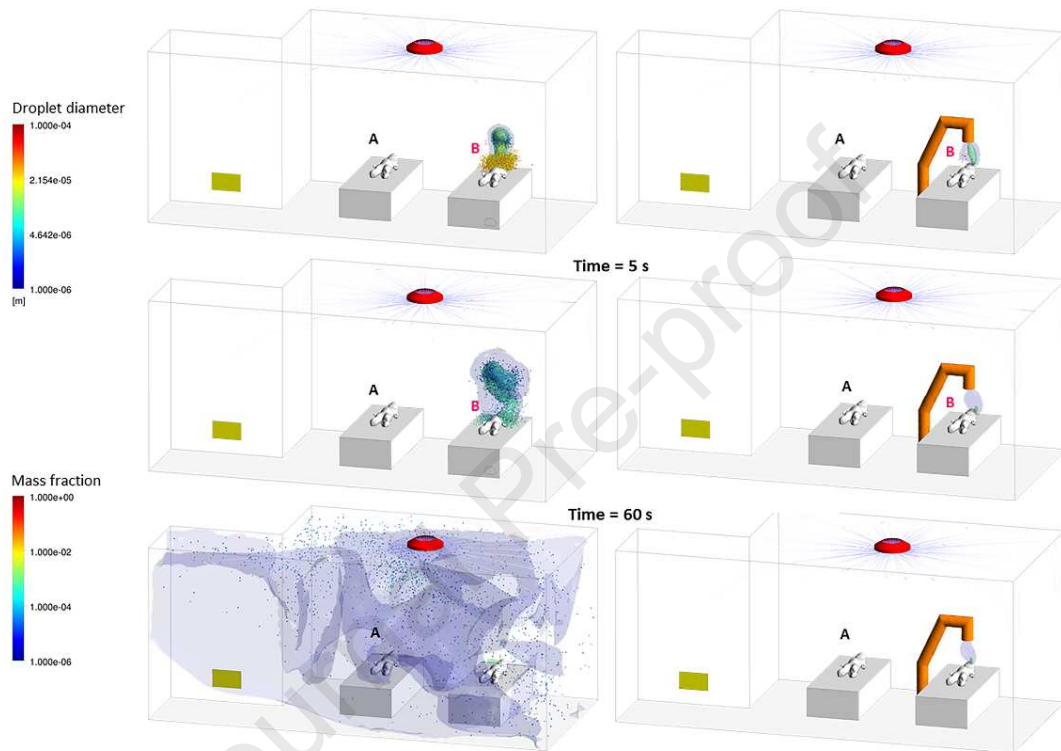 Droplet diameter
1.000e-04
2.154e-05
4.642e-06
1.000e-06
[m]
A
B
A
B
Time = 5 s
A
B
A
B
Mass fraction
1.000e+00
1.000e-02
1.000e-04
1.000e-06
Time = 60 s
A
A
B
Journal Pre-proof